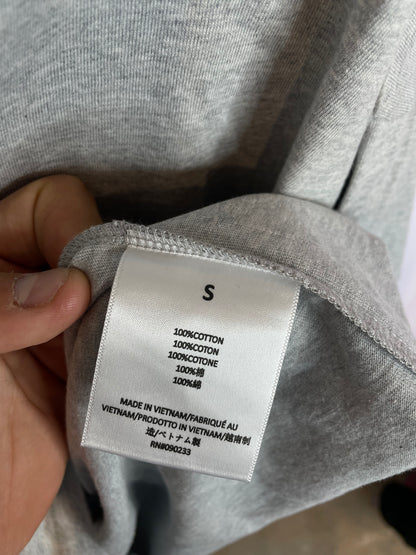 S
100%COTTON
100%COTON
100%COTONE
100%棉
100%綿
MADE IN VIETNAM/FABRIQUÉ AU
VIETNAM/PRODOTTO IN VIETNAM/越南制
造/ベトナム製
RN#090233